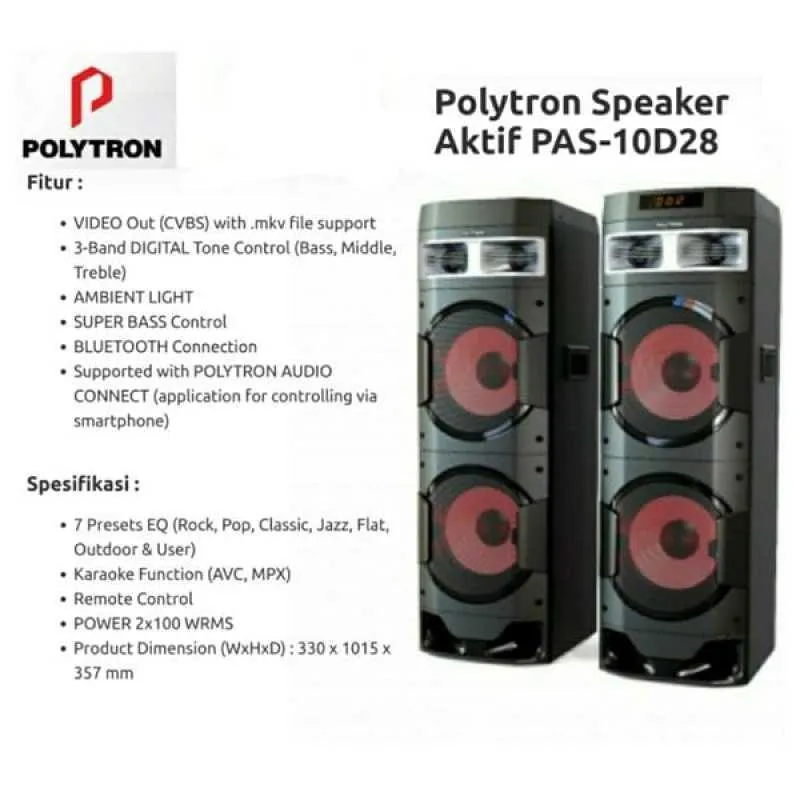 POLYTRON
Polytron Speaker
Aktif PAS-10D28
Fitur :
• VIDEO Out (CVBS) with .mkv file support
• 3-Band DIGITAL Tone Control (Bass, Middle,
Treble)
• AMBIENT LIGHT
• SUPER BASS Control
• BLUETOOTH Connection
• Supported with POLYTRON AUDIO
CONNECT (application for controlling via
smartphone)
Spesifikasi :
• 7 Presets EQ (Rock, Pop, Classic, Jazz, Flat,
Outdoor & User)
• Karaoke Function (AVC, MPX)
• Remote Control
• POWER 2x100 WRMS
• Product Dimension (WxHxD) : 330 x 1015 x
357 mm